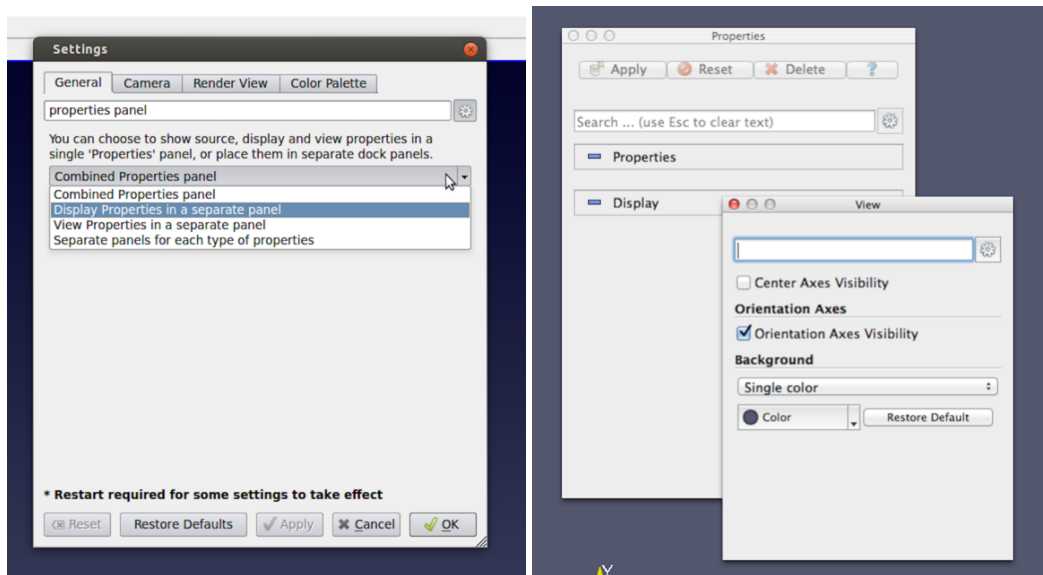 Settings
General Camera Render View Color Palette
properties panel
You can choose to show source, display and view properties in a
single 'Properties' panel, or place them in separate dock panels.
Combined Properties panel
Combined Properties panel
Display Properties in a separate panel
View Properties in a separate panel
Separate panels for each type of properties
* Restart required for some settings to take effect
Reset Restore Defaults Apply Cancel OK
Properties
Apply Reset Delete ?
Search ... (use Esc to clear text)
Properties
Display
View
Center Axes Visibility
Orientation Axes
Orientation Axes Visibility
Background
Single color
Color Restore Default
Y